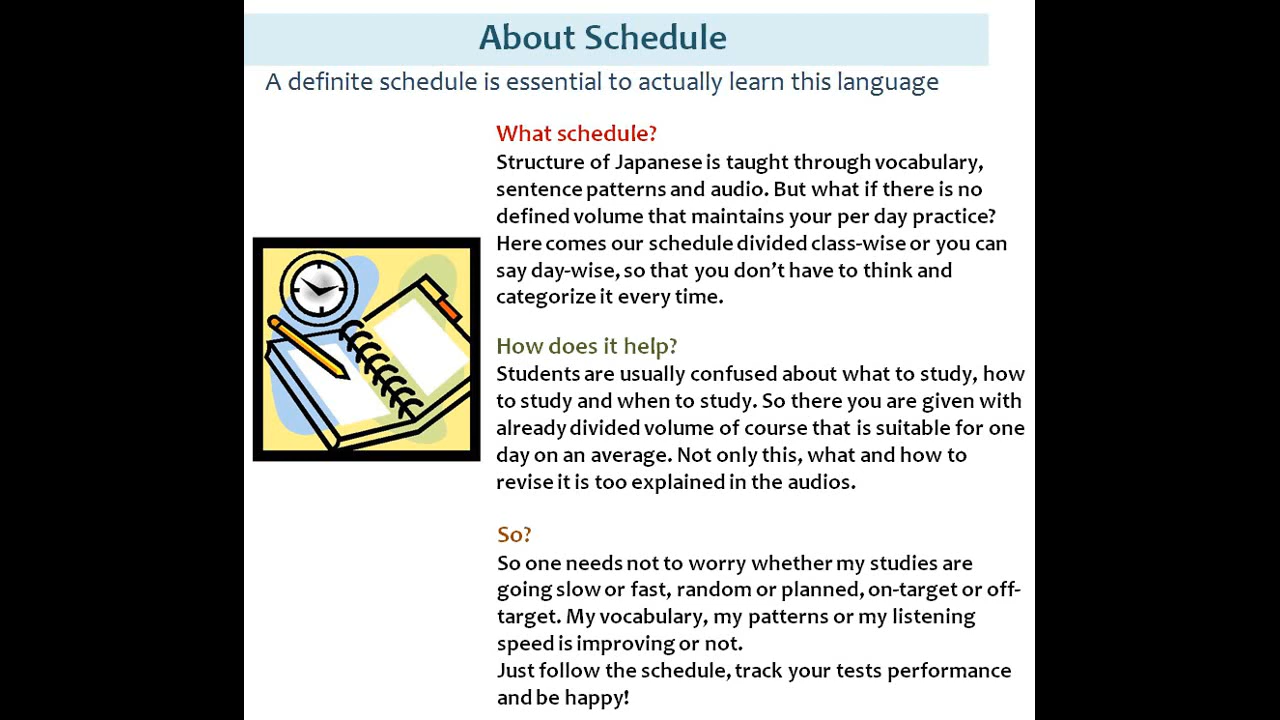 About Schedule
A definite schedule is essential to actually learn this language
What schedule?
Structure of Japanese is taught through vocabulary,
sentence patterns and audio. But what if there is no
defined volume that maintains your per day practice?
Here comes our schedule divided class-wise or you can
say day-wise, so that you don’t have to think and
categorize it every time.
How does it help?
Students are usually confused about what to study, how
to study and when to study. So there you are given with
already divided volume of course that is suitable for one
day on an average. Not only this, what and how to
revise it is too explained in the audios.
So?
So one needs not to worry whether my studies are
going slow or fast, random or planned, on-target or off-
target. My vocabulary, my patterns or my listening
speed is improving or not.
Just follow the schedule, track your tests performance
and be happy!